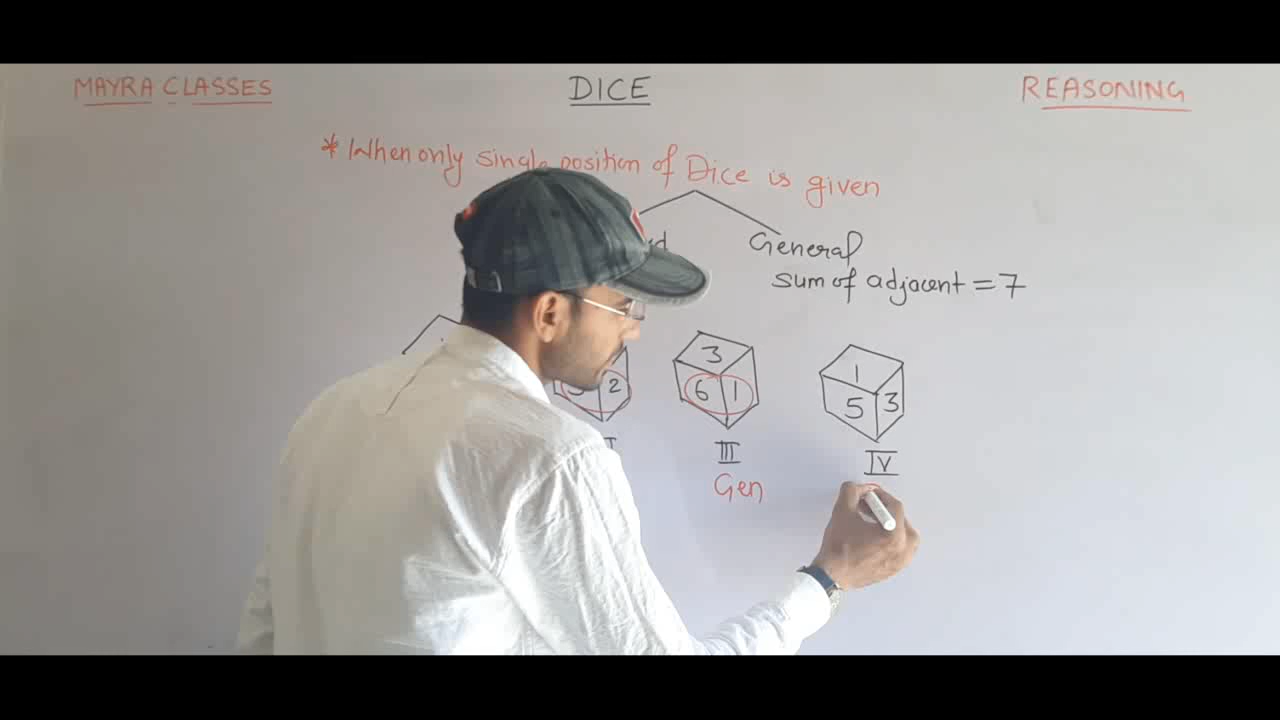 MAYRA CLASSES
DICE
REASONING
* When only single position of Dice is given
General
sum of adjacent = 7
2
3
6 1
III
Gen
1
5 3
IV